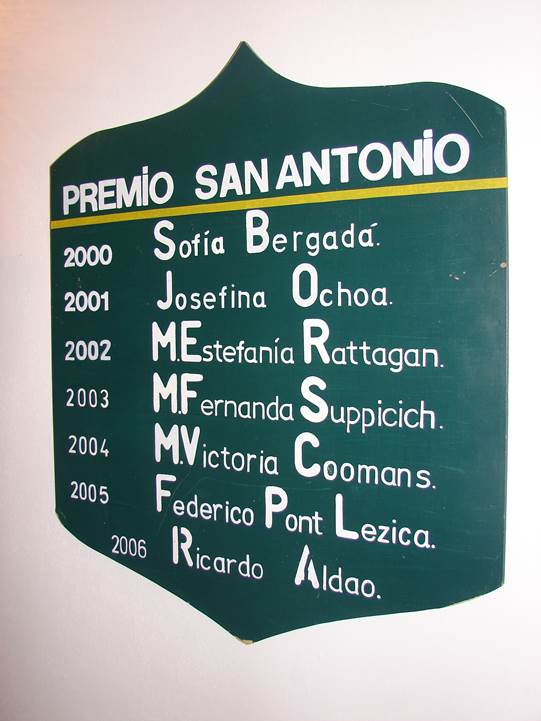 PREMiO SAN ANTONiO
2000 Sofía Bergadá.
2001 Josefina Ochoa.
2002 M.Estefanía Rattagan.
2003 M.Fernanda Suppicich.
2004 M.Victoria Coomans.
2005 Federico Pont Lezica.
2006 Ricardo Aldao.